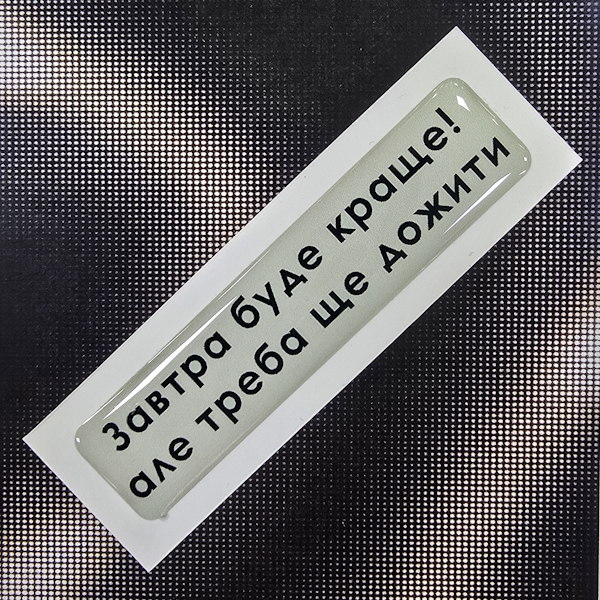 Завтра буде краще!
але треба ще дожити